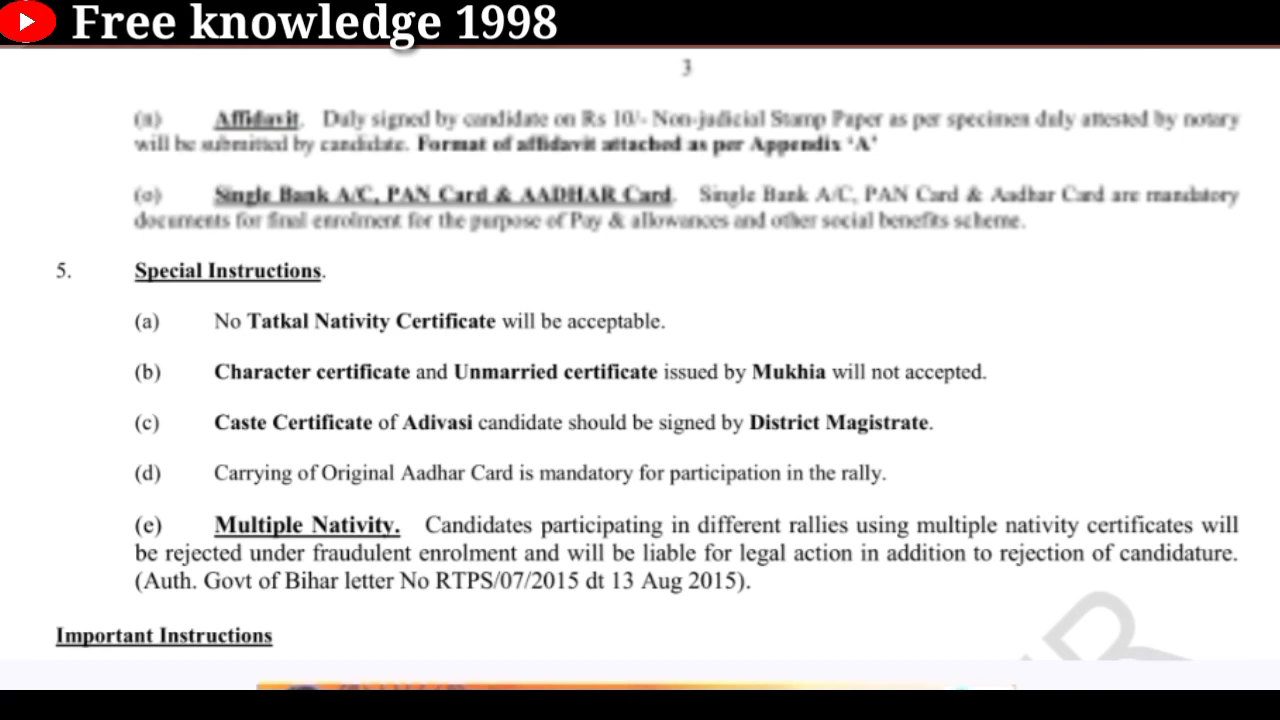 Free knowledge 1998
3
(n) Affidavit. Duly signed by candidate on Rs 10/- Non-judicial Stamp Paper as per specimen duly attested by notary
will be submitted by candidate. Format of affidavit attached as per Appendix 'A'
(o) Single Bank A/C, PAN Card & AADHAR Card. Single Bank A/C, PAN Card & Aadhar Card are mandatory
documents for final enrolment for the purpose of Pay & allowances and other social benefits scheme.
5. Special Instructions.
(a) No Tatkal Nativity Certificate will be acceptable.
(b) Character certificate and Unmarried certificate issued by Mukhia will not accepted.
(c) Caste Certificate of Adivasi candidate should be signed by District Magistrate.
(d) Carrying of Original Aadhar Card is mandatory for participation in the rally.
(e) Multiple Nativity. Candidates participating in different rallies using multiple nativity certificates will
be rejected under fraudulent enrolment and will be liable for legal action in addition to rejection of candidature.
(Auth. Govt of Bihar letter No RTPS/07/2015 dt 13 Aug 2015).
Important Instructions